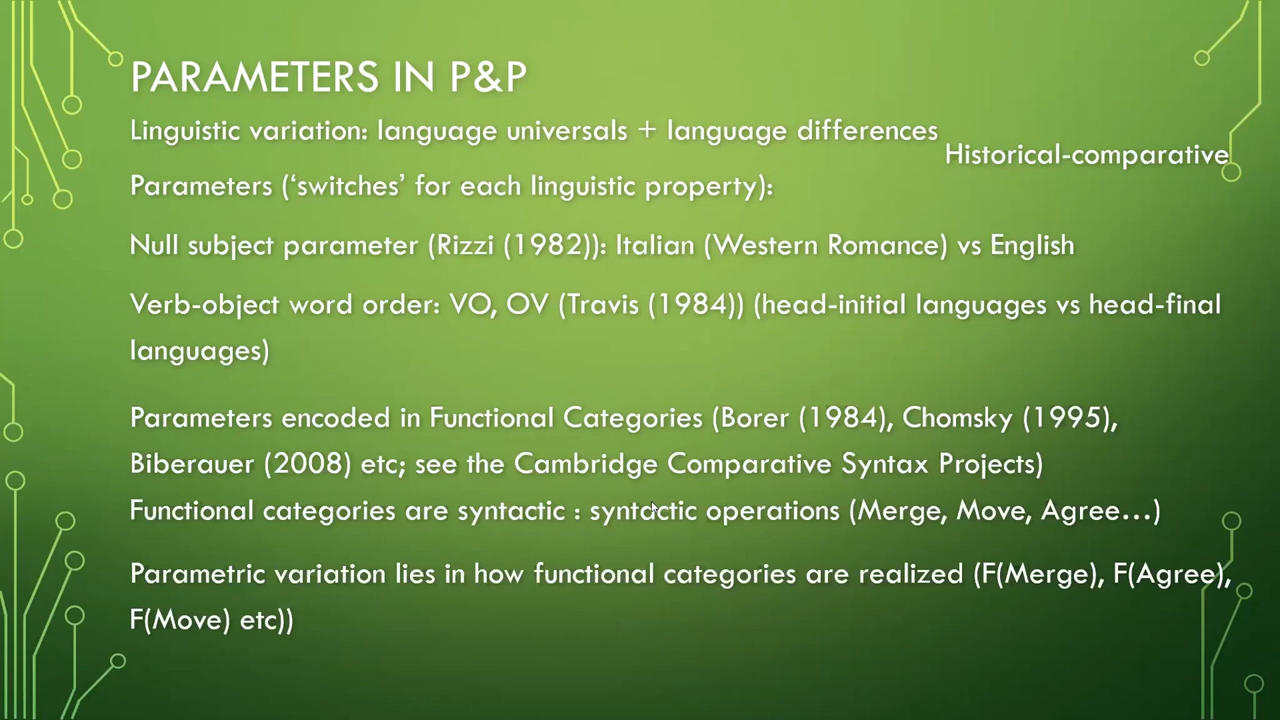 PARAMETERS IN P&P
Linguistic variation: language universals + language differences
Historical-comparative
Parameters (‘switches’ for each linguistic property):
Null subject parameter (Rizzi (1982)): Italian (Western Romance) vs English
Verb-object word order: VO, OV (Travis (1984)) (head-initial languages vs head-final
languages)
Parameters encoded in Functional Categories (Borer (1984), Chomsky (1995),
Biberauer (2008) etc; see the Cambridge Comparative Syntax Projects)
Functional categories are syntactic : syntactic operations (Merge, Move, Agree…)
Parametric variation lies in how functional categories are realized (F(Merge), F(Agree),
F(Move) etc))